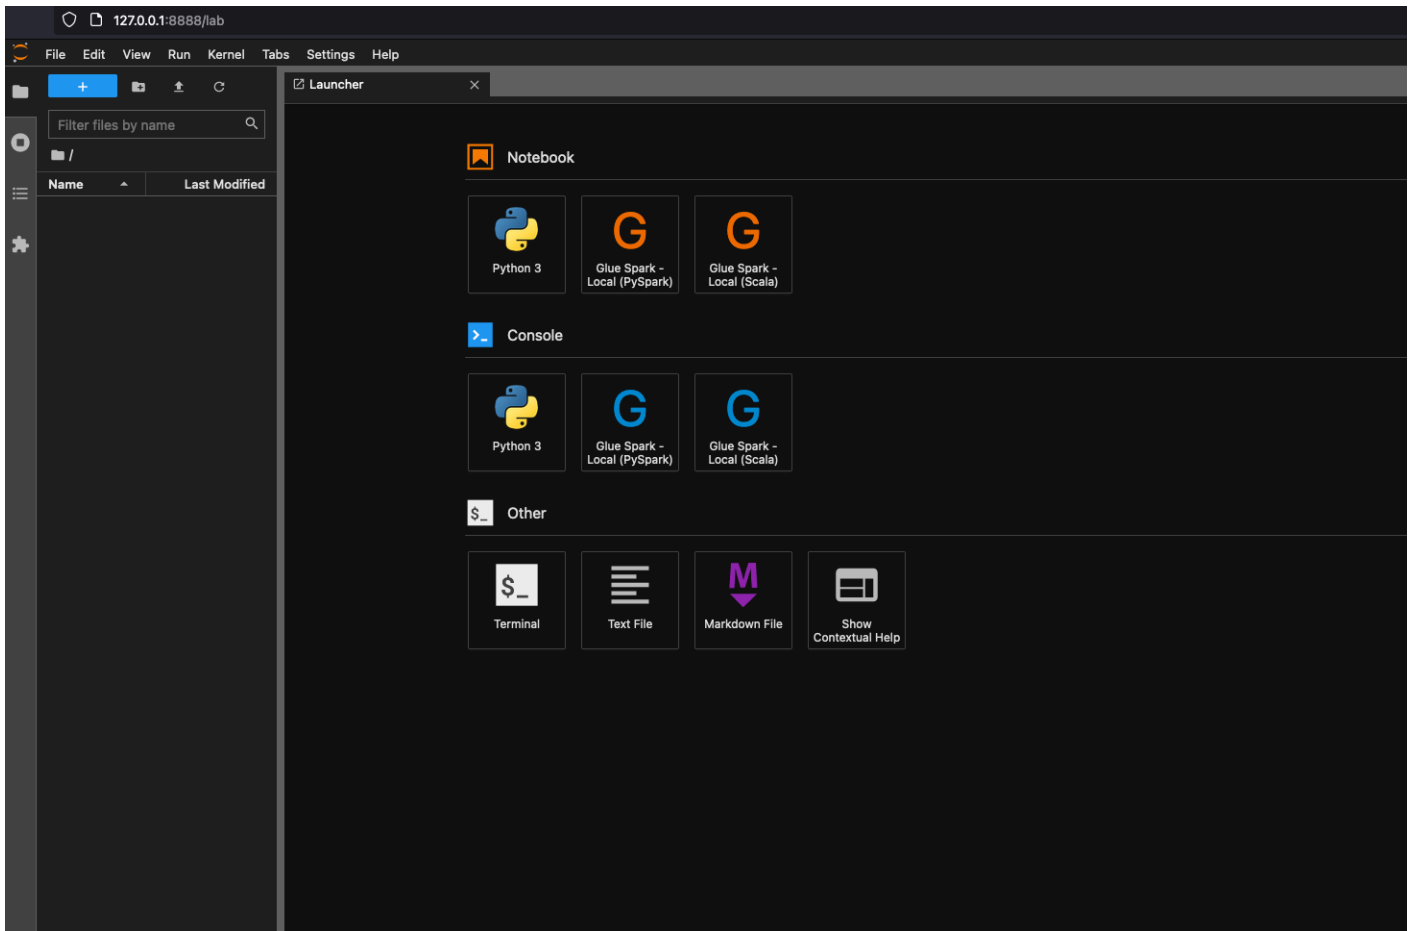 127.0.0.1:8888/lab
File Edit View Run Kernel Tabs Settings Help
+
Launcher
Filter files by name
/
Name Last Modified
Notebook
Python 3
G
Glue Spark -
Local (PySpark)
G
Glue Spark -
Local (Scala)
>_ Console
Python 3
G
Glue Spark -
Local (PySpark)
G
Glue Spark -
Local (Scala)
$_ Other
$_
Terminal
Text File
M
Markdown File
Show
Contextual Help